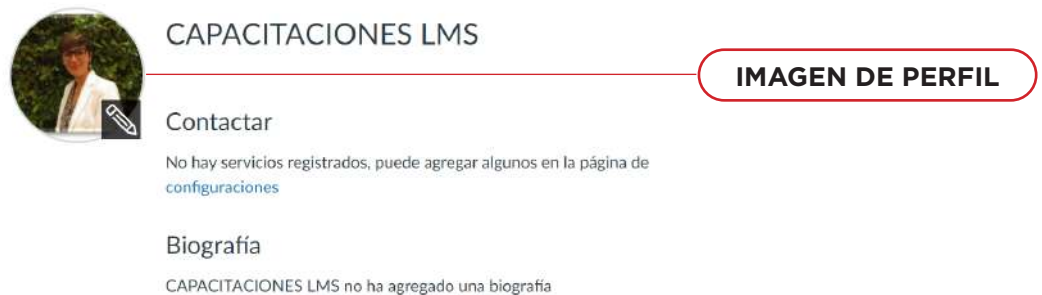 CAPACITACIONES LMS
IMAGEN DE PERFIL
Contactar
No hay servicios registrados, puede agregar algunos en la página de
configuraciones
Biografía
CAPACITACIONES LMS no ha agregado una biografía